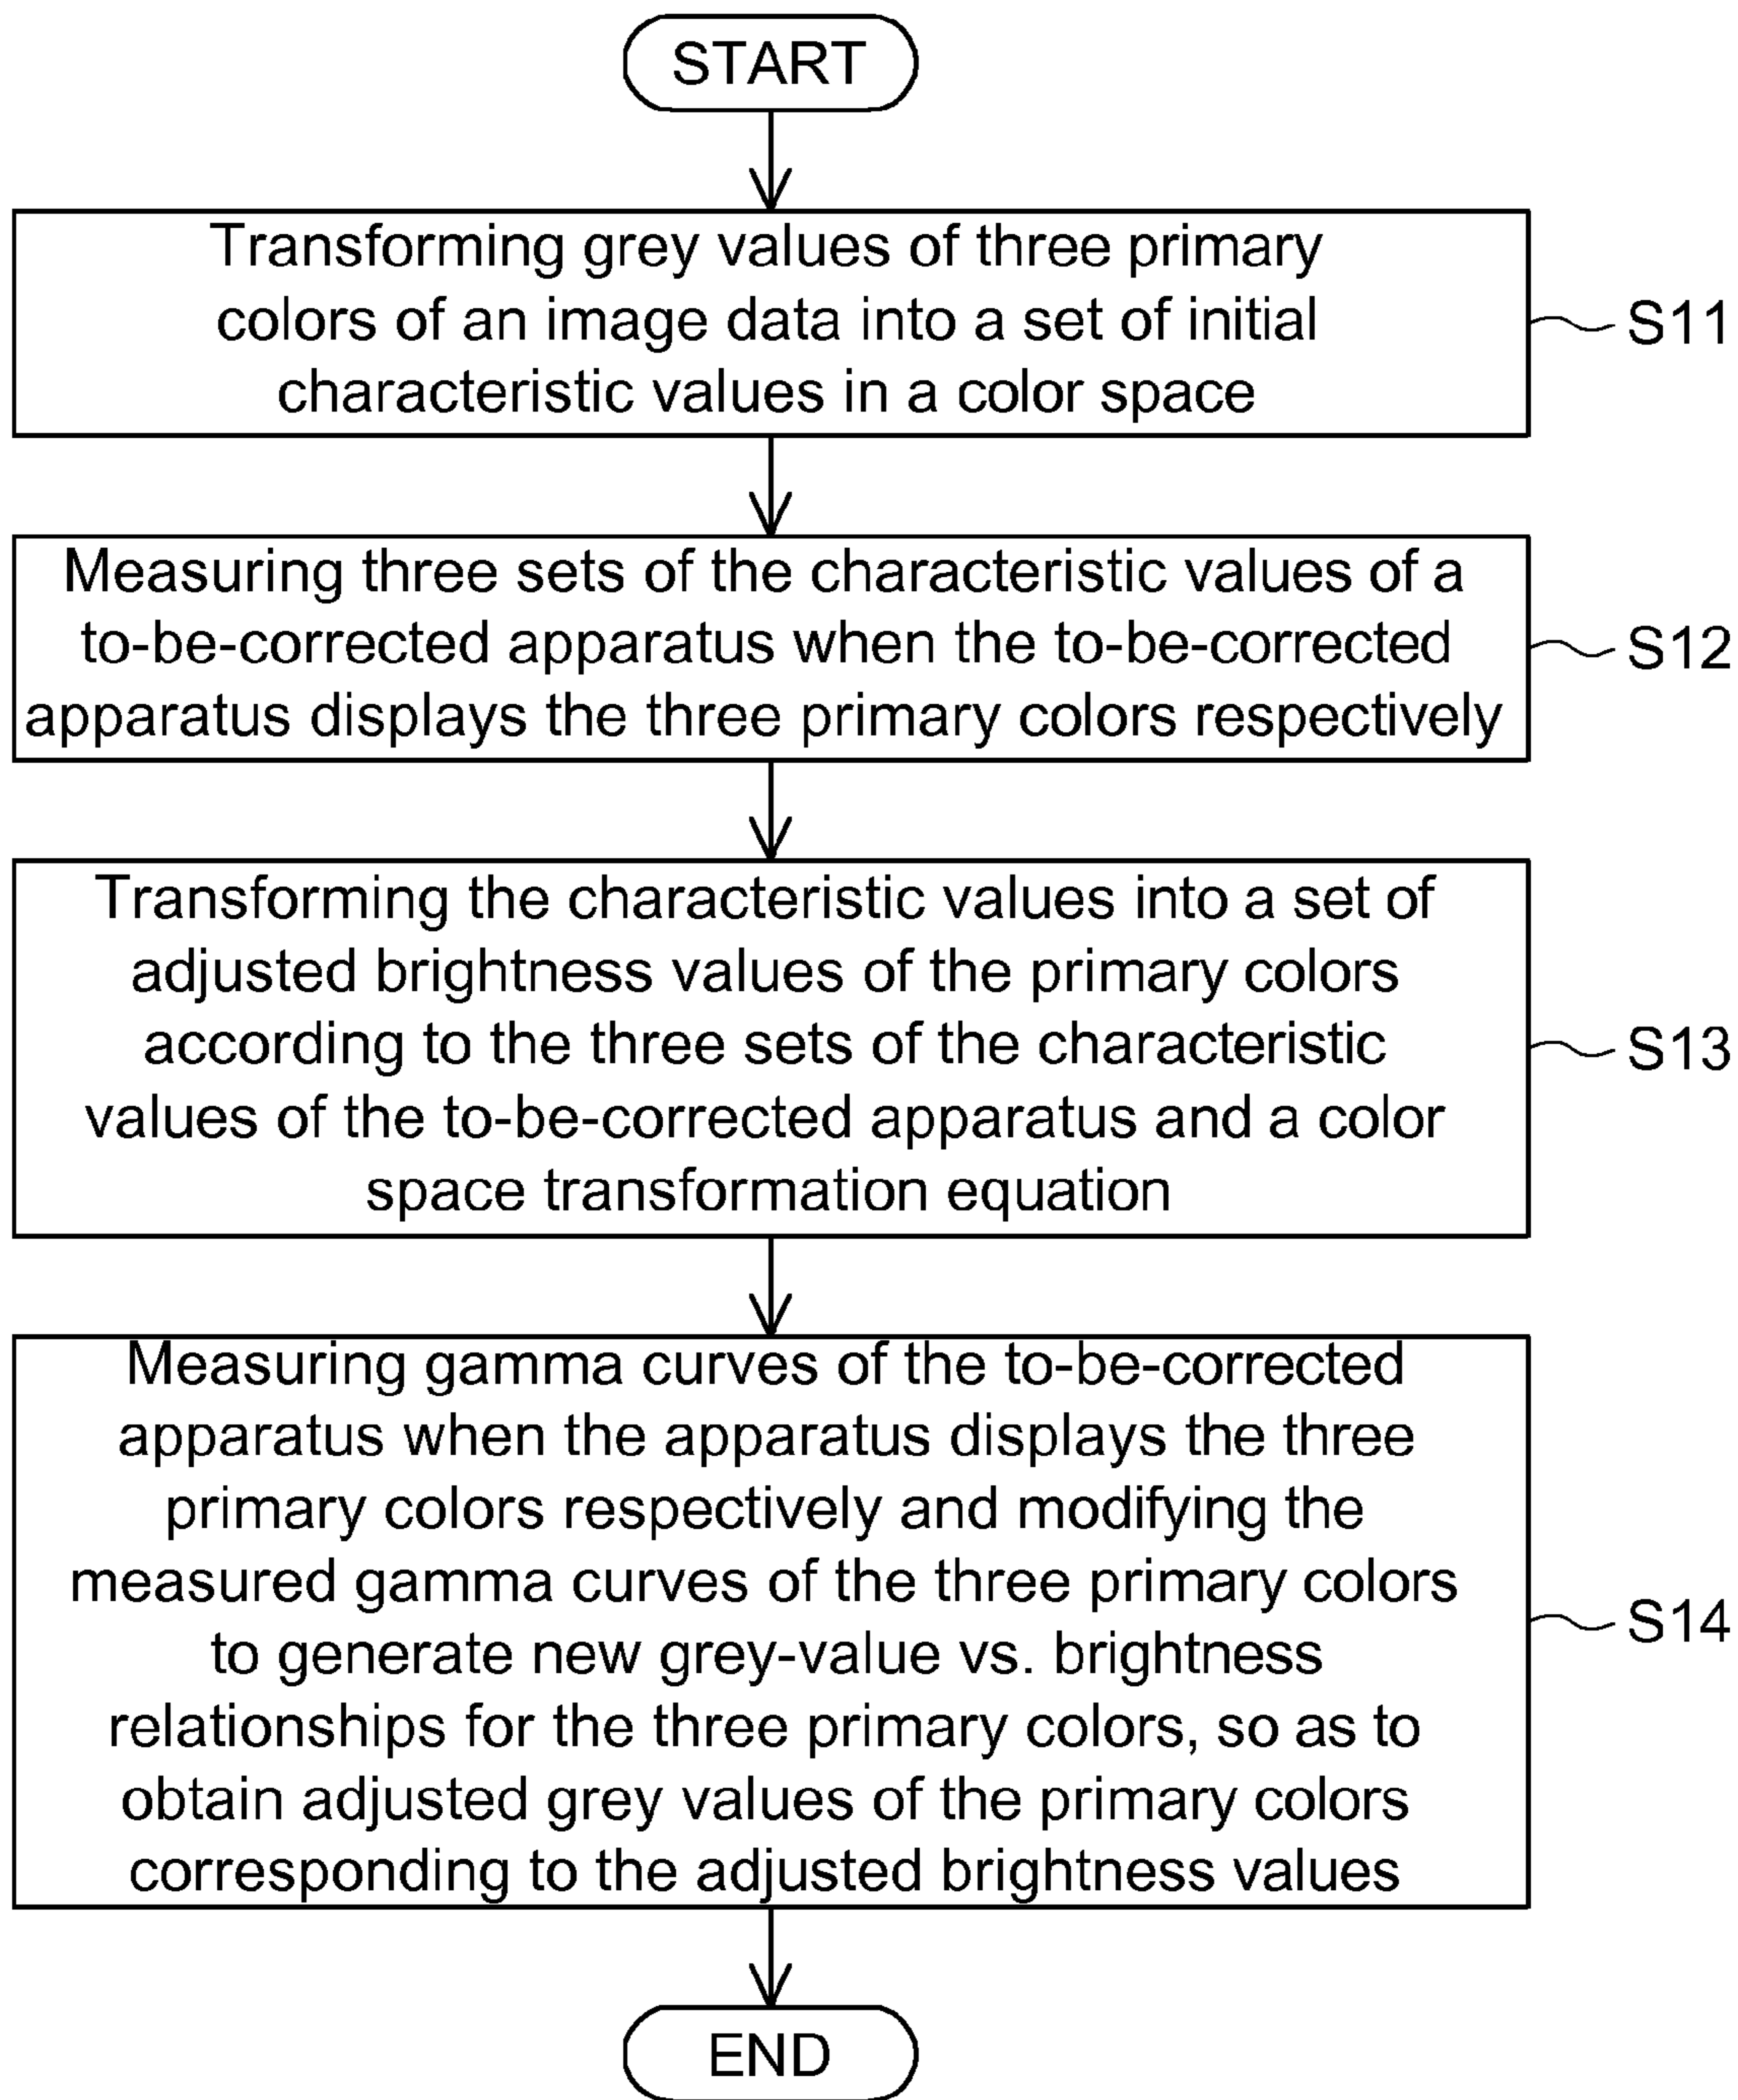 START
Transforming grey values of three primary
colors of an image data into a set of initial
characteristic values in a color space
S11
Measuring three sets of the characteristic values of a
to-be-corrected apparatus when the to-be-corrected
apparatus displays the three primary colors respectively
S12
Transforming the characteristic values into a set of
adjusted brightness values of the primary colors
according to the three sets of the characteristic
values of the to-be-corrected apparatus and a color
space transformation equation
S13
Measuring gamma curves of the to-be-corrected
apparatus when the apparatus displays the three
primary colors respectively and modifying the
measured gamma curves of the three primary colors
to generate new grey-value vs. brightness
relationships for the three primary colors, so as to
obtain adjusted grey values of the primary colors
corresponding to the adjusted brightness values
S14
END